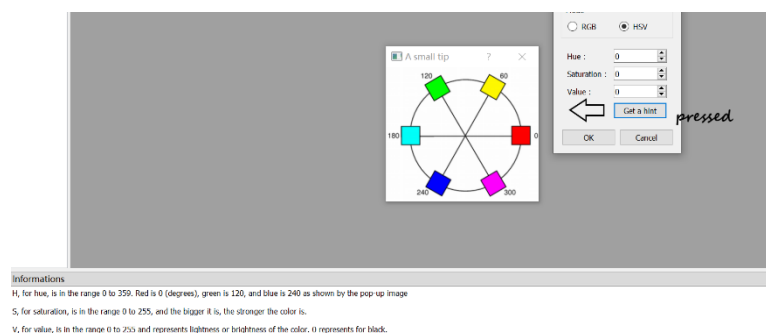 RGB HSV
A small tip ? ×
Hue : 0
120 60
Saturation : 0
Value : 0
Get a hint pressed
180 0
OK Cancel
240 300
Informations
H, for hue, is in the range 0 to 359. Red is 0 (degrees), green is 120, and blue is 240 as shown by the pop-up image
S, for saturation, is in the range 0 to 255, and the bigger it is, the stronger the color is.
V, for value, is in the range 0 to 255 and represents lightness or brightness of the color. 0 represents for black.